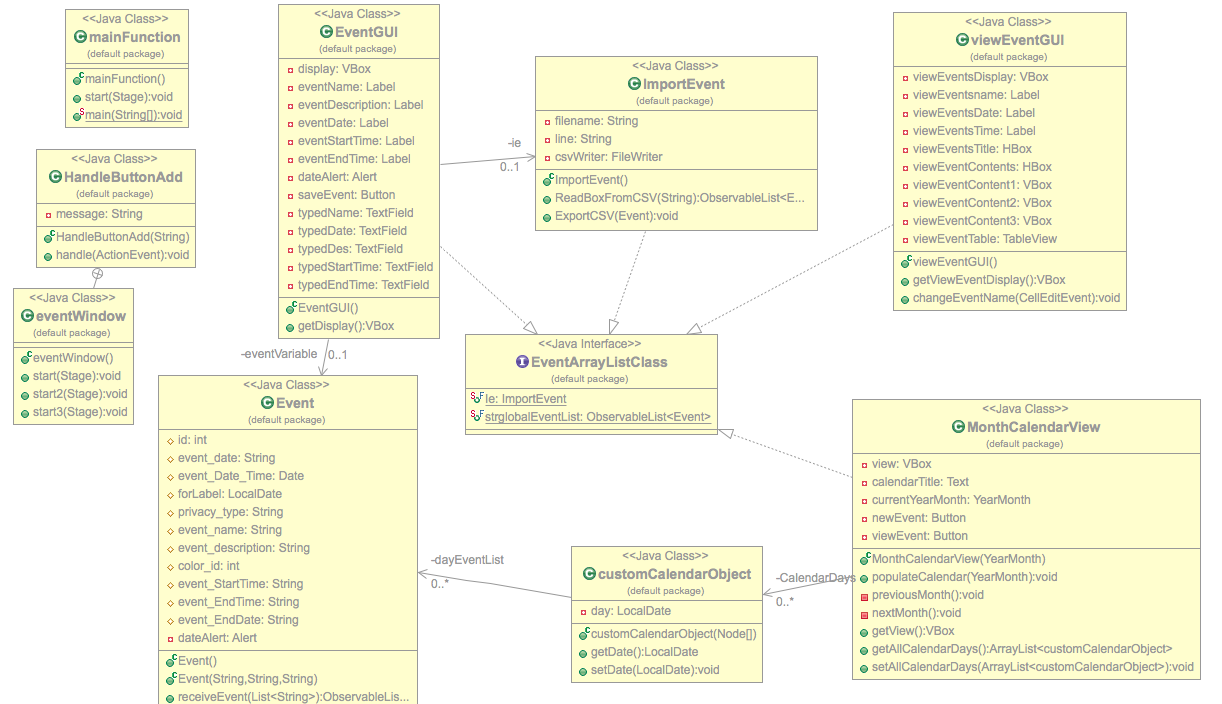 <<Java Class>>
mainFunction
(default package)
mainFunction()
start(Stage):void
main(String[]):void
<<Java Class>>
HandleButtonAdd
(default package)
message: String
HandleButtonAdd(String)
handle(ActionEvent):void
<<Java Class>>
eventWindow
(default package)
eventWindow()
start(Stage):void
start2(Stage):void
start3(Stage):void
<<Java Class>>
EventGUI
(default package)
display: VBox
eventName: Label
eventDescription: Label
eventDate: Label
eventStartTime: Label
eventEndTime: Label
dateAlert: Alert
saveEvent: Button
typedName: TextField
typedDate: TextField
typedDes: TextField
typedStartTime: TextField
typedEndTime: TextField
EventGUI()
getDisplay():VBox
-ie
0..1
-eventVariable
0..1
<<Java Class>>
ImportEvent
(default package)
filename: String
line: String
csvWriter: FileWriter
ImportEvent()
ReadBoxFromCSV(String):ObservableList<E...
ExportCSV(Event):void
<<Java Class>>
viewEventGUI
(default package)
viewEventsDisplay: VBox
viewEventsname: Label
viewEventsDate: Label
viewEventsTime: Label
viewEventsTitle: HBox
viewEventContents: HBox
viewEventContent1: VBox
viewEventContent2: VBox
viewEventContent3: VBox
viewEventTable: TableView
viewEventGUI()
getViewEventDisplay():VBox
changeEventName(CellEditEvent):void
<<Java Interface>>
EventArrayListClass
(default package)
Ie: ImportEvent
strglobalEventList: ObservableList<Event>
<<Java Class>>
Event
(default package)
id: int
event_date: String
event_Date_Time: Date
forLabel: LocalDate
privacy_type: String
event_name: String
event_description: String
color_id: int
event_StartTime: String
event_EndTime: String
event_EndDate: String
dateAlert: Alert
Event()
Event(String,String,String)
receiveEvent(List<String>):ObservableLis...
-dayEventList
0..*
<<Java Class>>
customCalendarObject
(default package)
day: LocalDate
customCalendarObject(Node[])
getDate():LocalDate
setDate(LocalDate):void
-CalendarDays
0..*
<<Java Class>>
MonthCalendarView
(default package)
view: VBox
calendarTitle: Text
currentYearMonth: YearMonth
newEvent: Button
viewEvent: Button
MonthCalendarView(YearMonth)
populateCalendar(YearMonth):void
previousMonth():void
nextMonth():void
getView():VBox
getAllCalendarDays():ArrayList<customCalendarObject>
setAllCalendarDays(ArrayList<customCalendarObject>):void